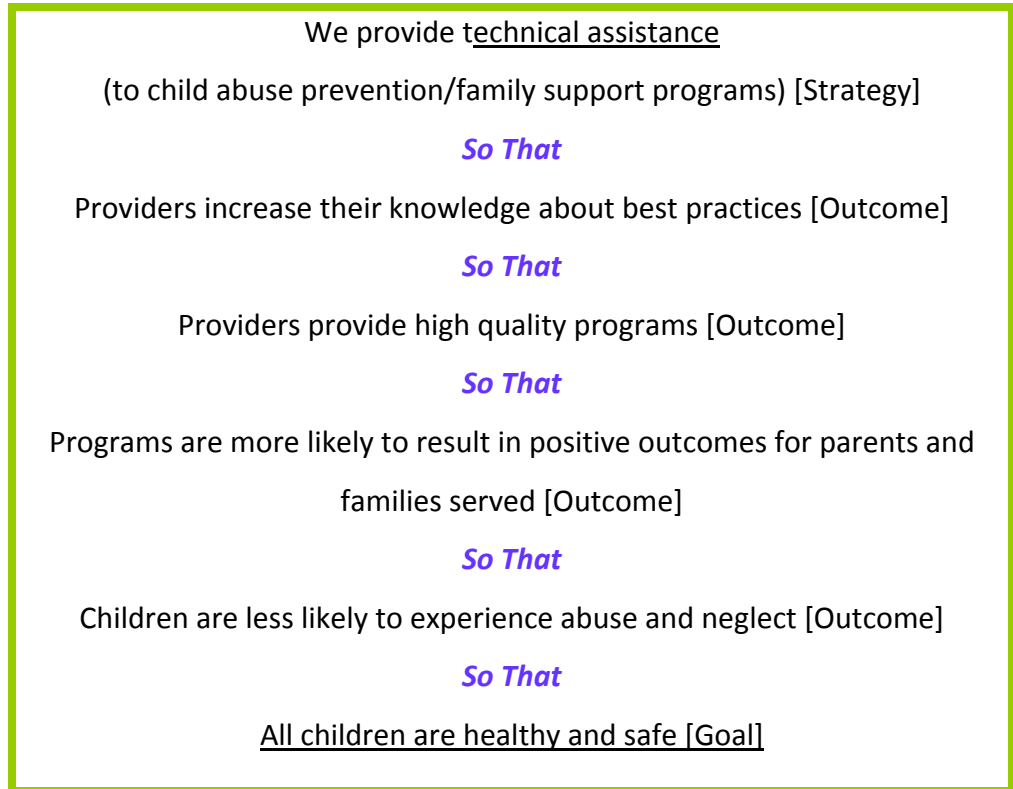 We provide technical assistance
(to child abuse prevention/family support programs) [Strategy]
So That
Providers increase their knowledge about best practices [Outcome]
So That
Providers provide high quality programs [Outcome]
So That
Programs are more likely to result in positive outcomes for parents and
families served [Outcome]
So That
Children are less likely to experience abuse and neglect [Outcome]
So That
All children are healthy and safe [Goal]